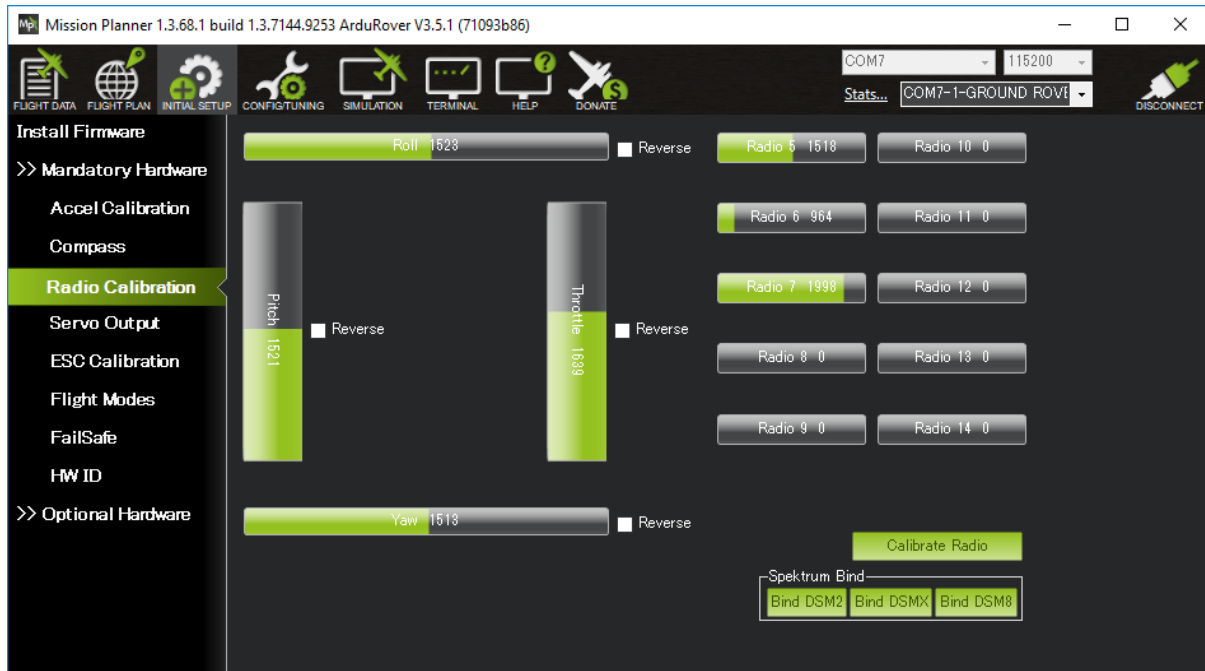 Mission Planner 1.3.68.1 build 1.3.7144.9253 ArduRover V3.5.1 (71093b86)
FLIGHT DATA FLIGHT PLAN INITIAL SETUP CONFIG/TUNING SIMULATION TERMINAL HELP DONATE
COM7 115200
Stats... COM7-1-GROUND ROVE
DISCONNECT
Install Firmware
>> Mandatory Hardware
Accel Calibration
Compass
Radio Calibration
Servo Output
ESC Calibration
Flight Modes
FailSafe
HW ID
>> Optional Hardware
Roll 1523
Reverse
Pitch 1521
Reverse
Throttle 1639
Reverse
Yaw 1513
Reverse
Radio 5 1518
Radio 10 0
Radio 6 964
Radio 11 0
Radio 7 1998
Radio 12 0
Radio 8 0
Radio 13 0
Radio 9 0
Radio 14 0
Calibrate Radio
Spektrum Bind
Bind DSM2 Bind DSMX Bind DSM8